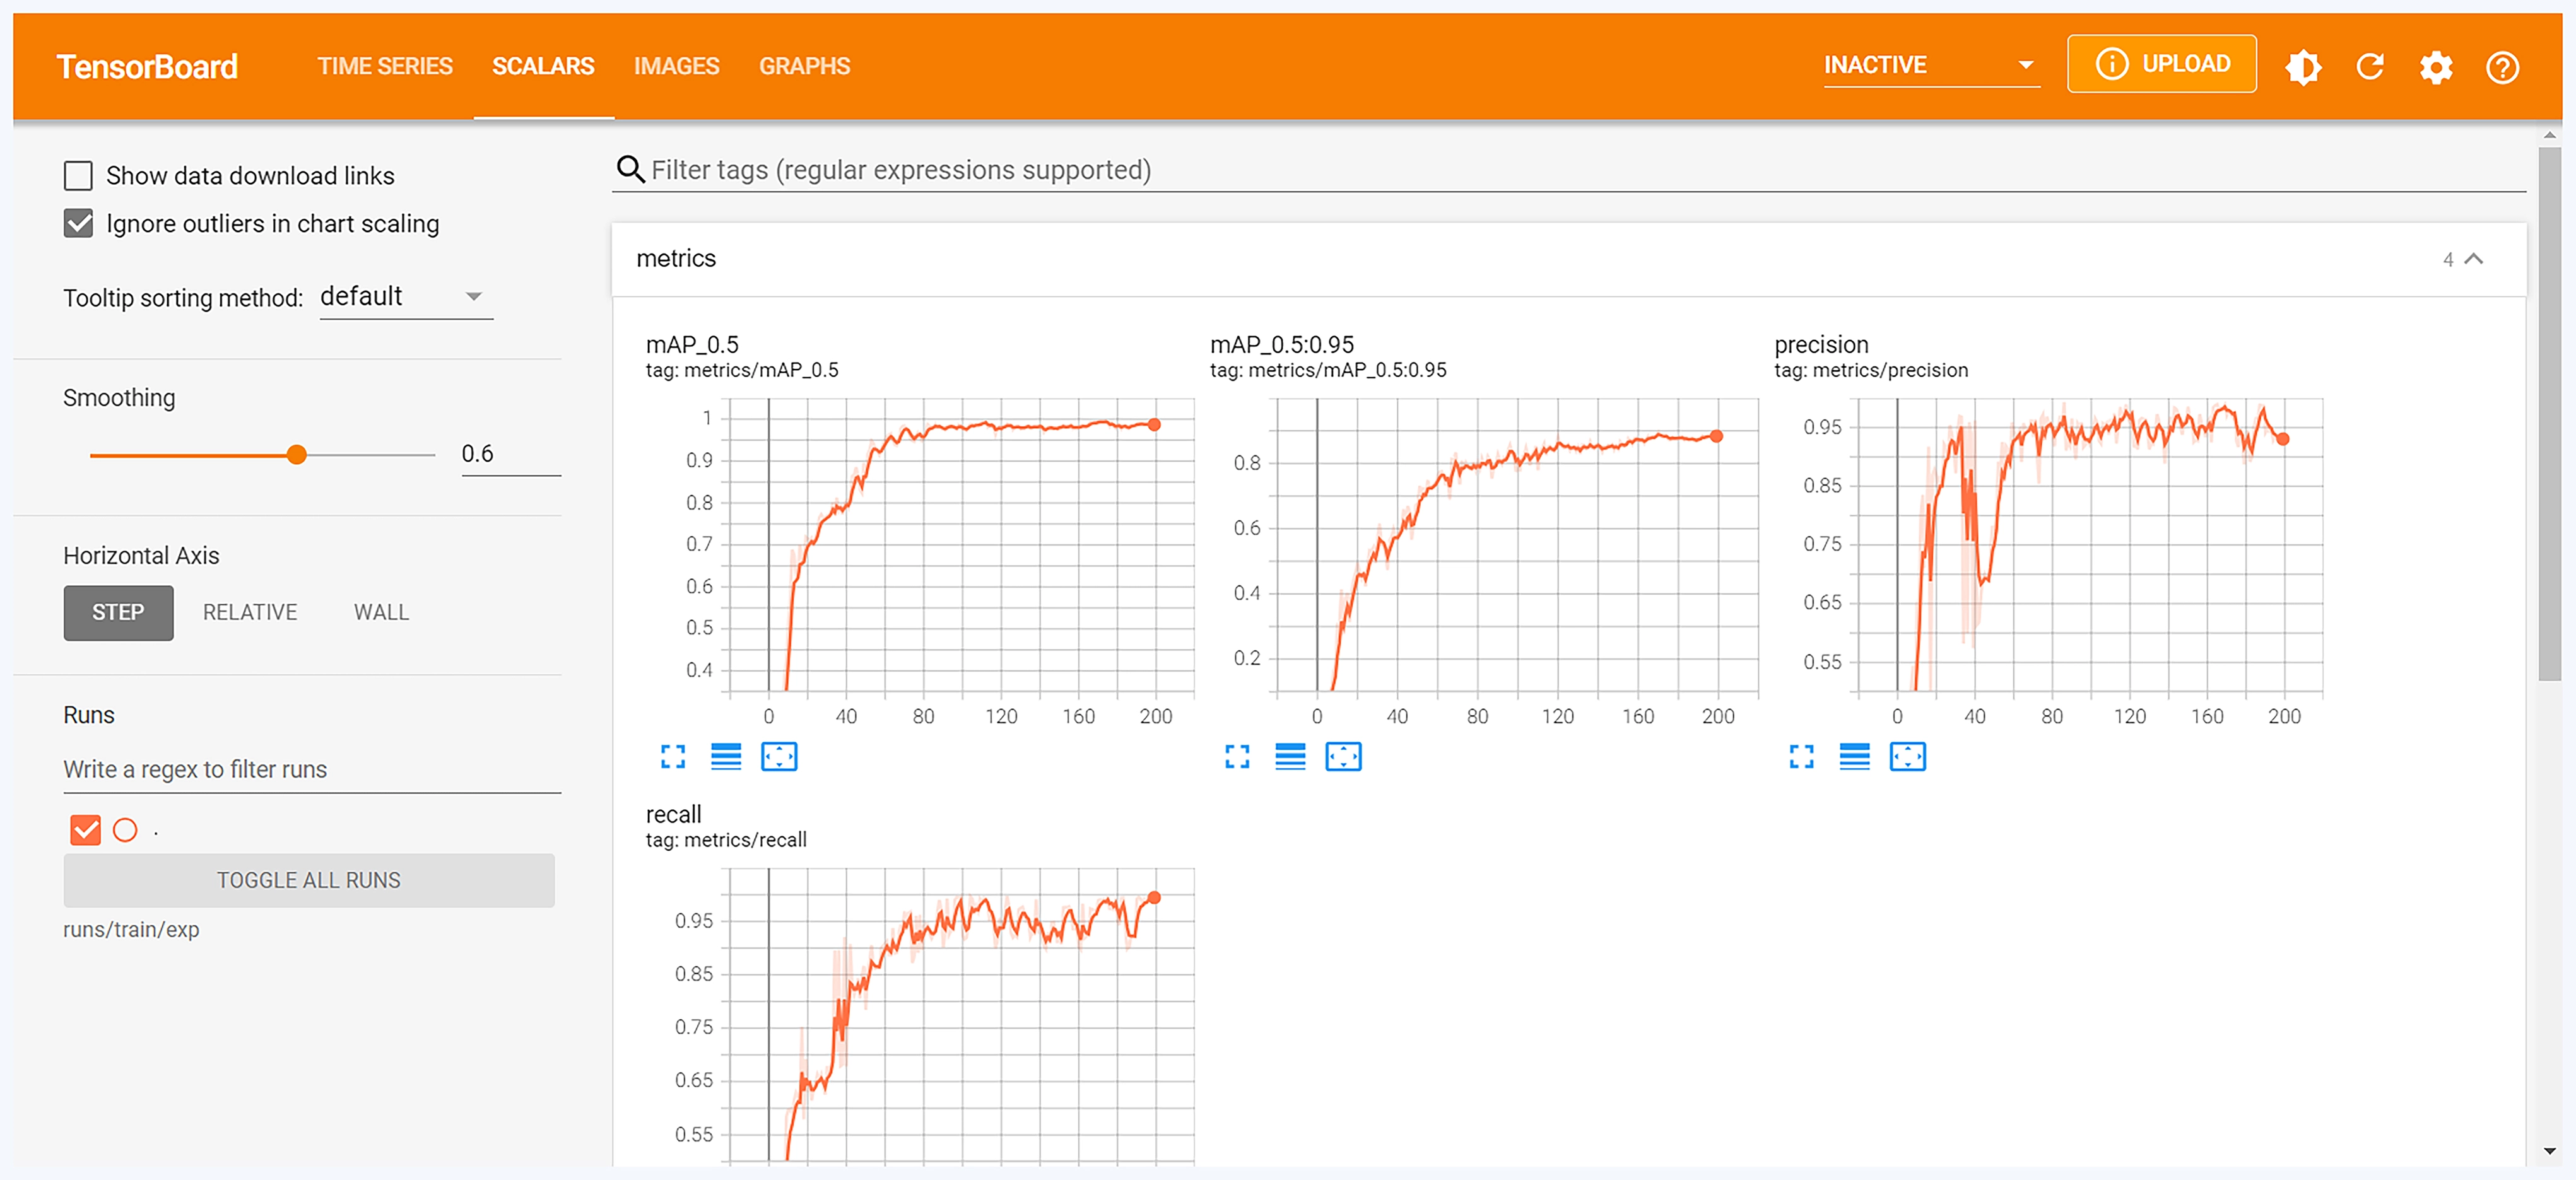 TensorBoard TIME SERIES SCALARS IMAGES GRAPHS INACTIVE UPLOAD
Show data download links
Ignore outliers in chart scaling
Tooltip sorting method: default
Smoothing
0.6
Horizontal Axis
STEP RELATIVE WALL
Runs
Write a regex to filter runs
.
TOGGLE ALL RUNS
runs/train/exp
Filter tags (regular expressions supported)
metrics 4
mAP_0.5
tag: metrics/mAP_0.5
1
0.9
0.8
0.7
0.6
0.5
0.4
0 40 80 120 160 200
mAP_0.5:0.95
tag: metrics/mAP_0.5:0.95
0.8
0.6
0.4
0.2
0 40 80 120 160 200
precision
tag: metrics/precision
0.95
0.85
0.75
0.65
0.55
0 40 80 120 160 200
recall
tag: metrics/recall
0.95
0.85
0.75
0.65
0.55